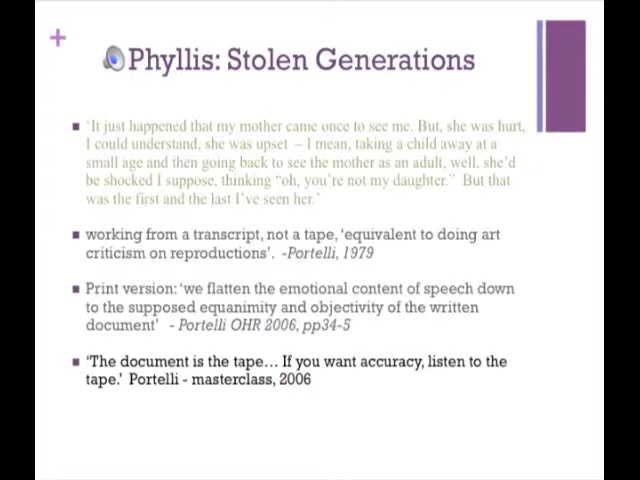 +
Phyllis: Stolen Generations
■ ‘It just happened that my mother came once to see me. But, she was hurt,
I could understand, she was upset – I mean, taking a child away at a
small age and then going back to see the mother as an adult, well, she’d
be shocked I suppose, thinking “oh, you’re not my daughter.” But that
was the first and the last I’ve seen her.’
■ working from a transcript, not a tape, ‘equivalent to doing art
criticism on reproductions’. -Portelli, 1979
■ Print version: ‘we flatten the emotional content of speech down
to the supposed equanimity and objectivity of the written
document’ - Portelli OHR 2006, pp34-5
■ ‘The document is the tape… If you want accuracy, listen to the
tape.’ Portelli - masterclass, 2006